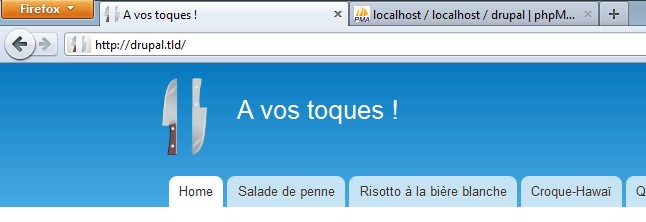 Firefox
A vos toques !
localhost / localhost / drupal | phpM...
PMA
http://drupal.tld/
A vos toques !
Home
Salade de penne
Risotto à la bière blanche
Croque-Hawaï
Q